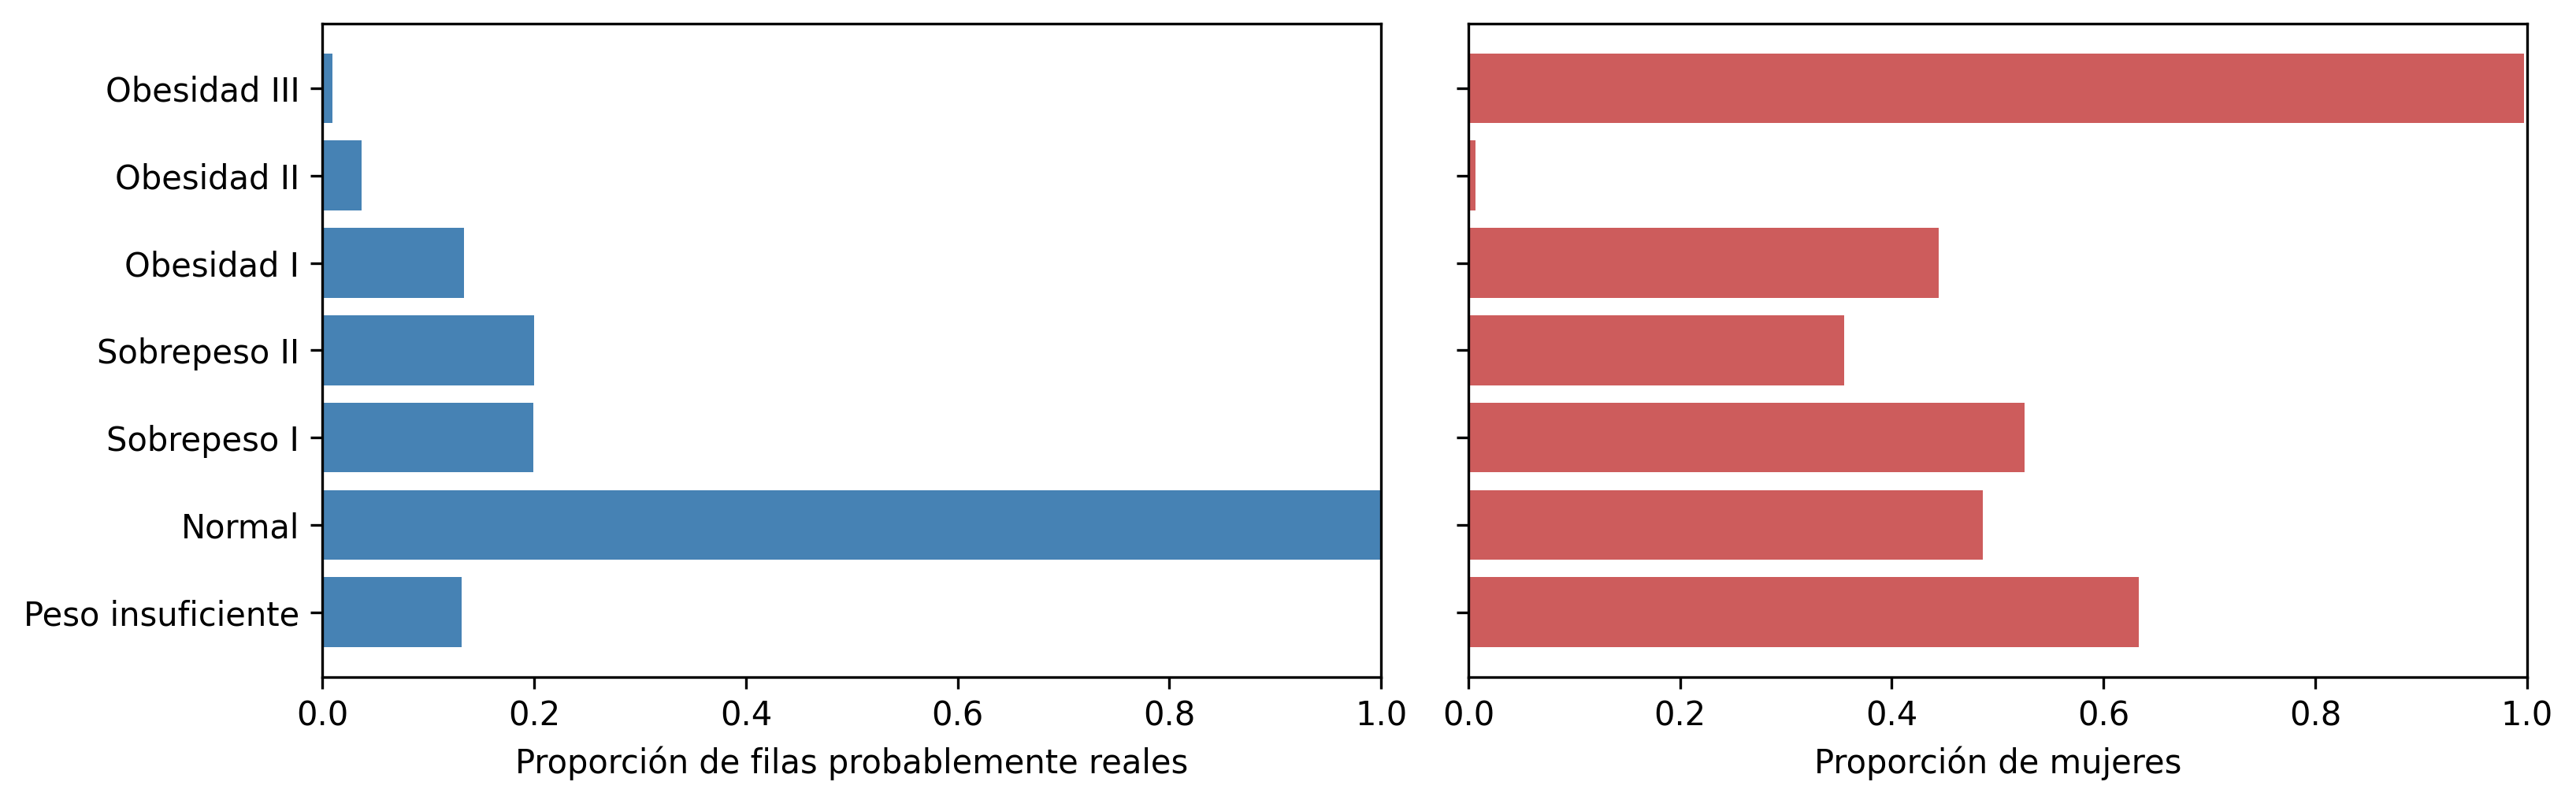 Obesidad III
Obesidad II
Obesidad I
Sobrepeso II
Sobrepeso I
Normal
Peso insuficiente
0.0 0.2 0.4 0.6 0.8 1.0
Proporción de filas probablemente reales
0.0 0.2 0.4 0.6 0.8 1.0
Proporción de mujeres